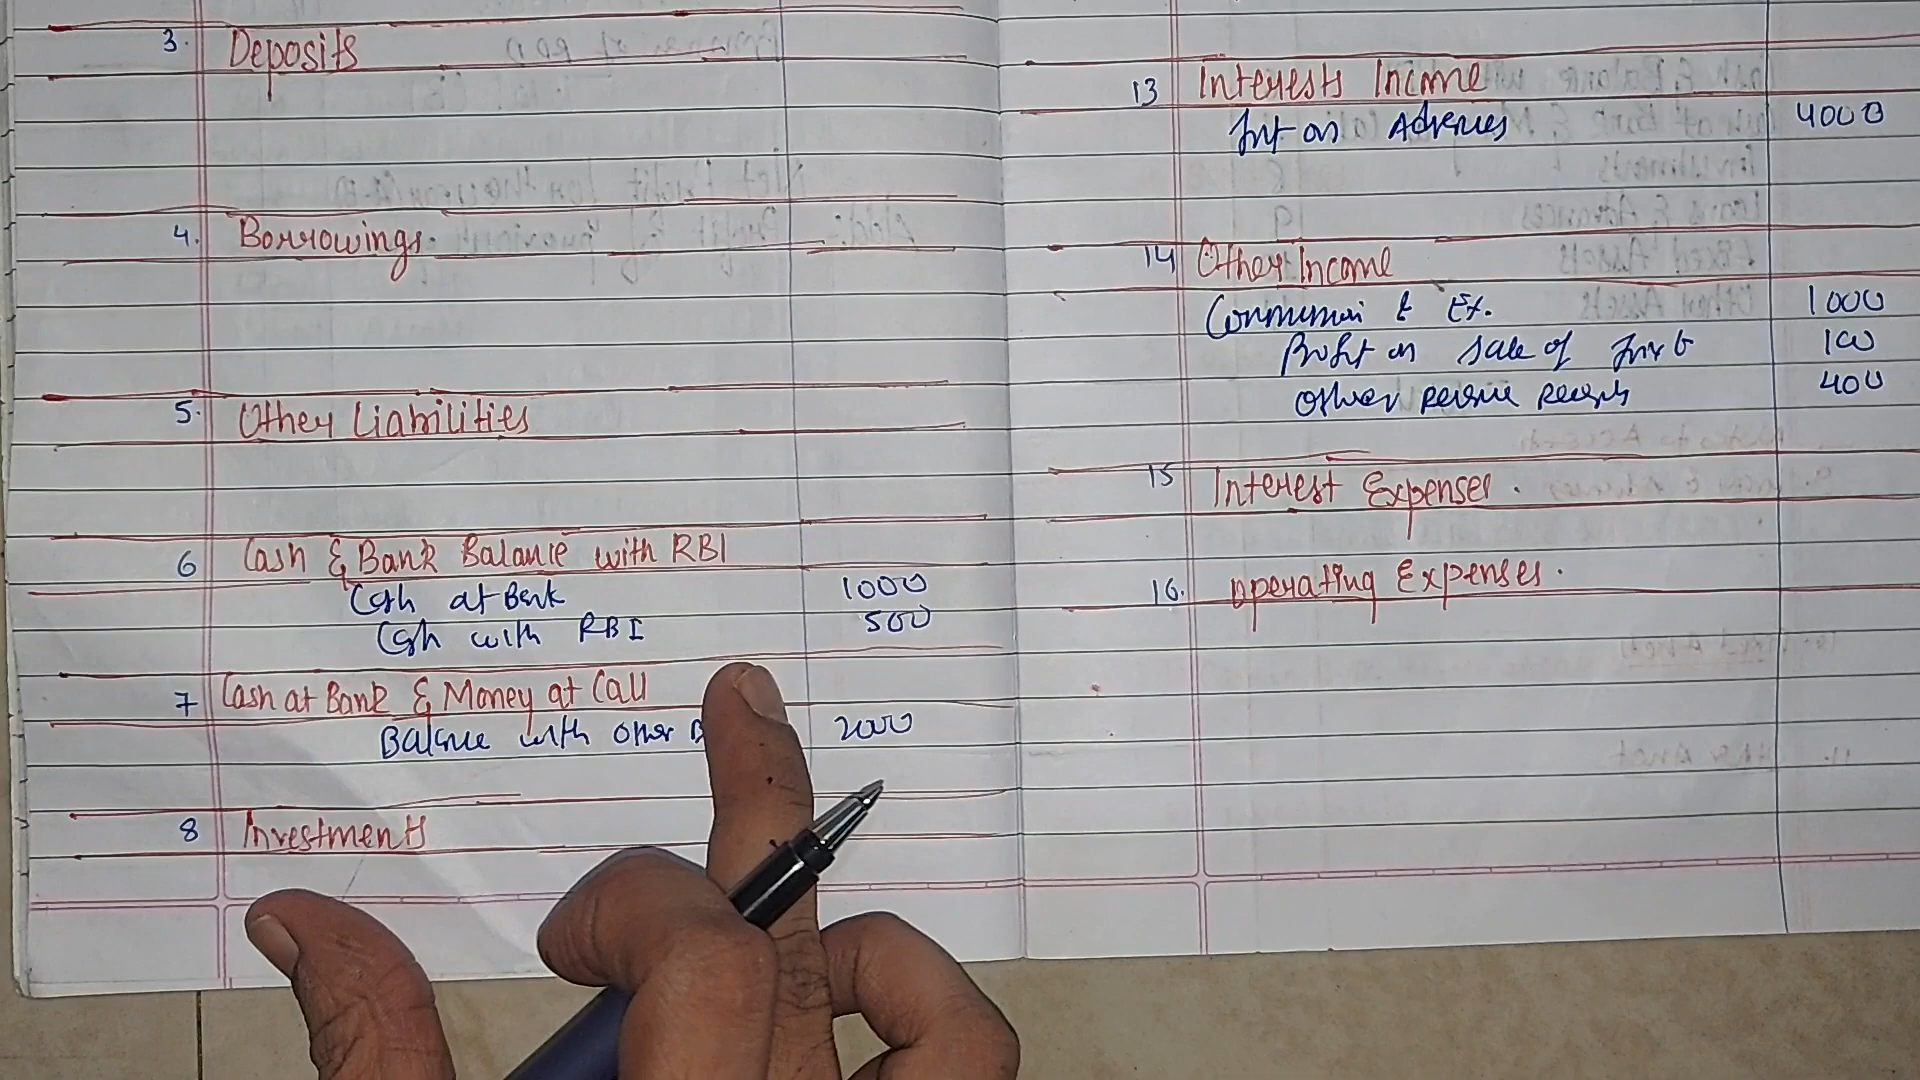 3. Deposits
4. Borrowings.
5. Other Liabilities
6 Cash & Bank Balance with RBI
Cash at Bank 1000
Cash with RBI 500
7 Cash at Bank & Money at Call
Balance with other B 2000
8 Investments
13 Interests Income
Int on Advances 4000
14 Other Income
Commission & Ex. 1000
Profit on sale of Invt 100
Other revenue receipts 400
15 Interest Expenses.
16. Operating Expenses.